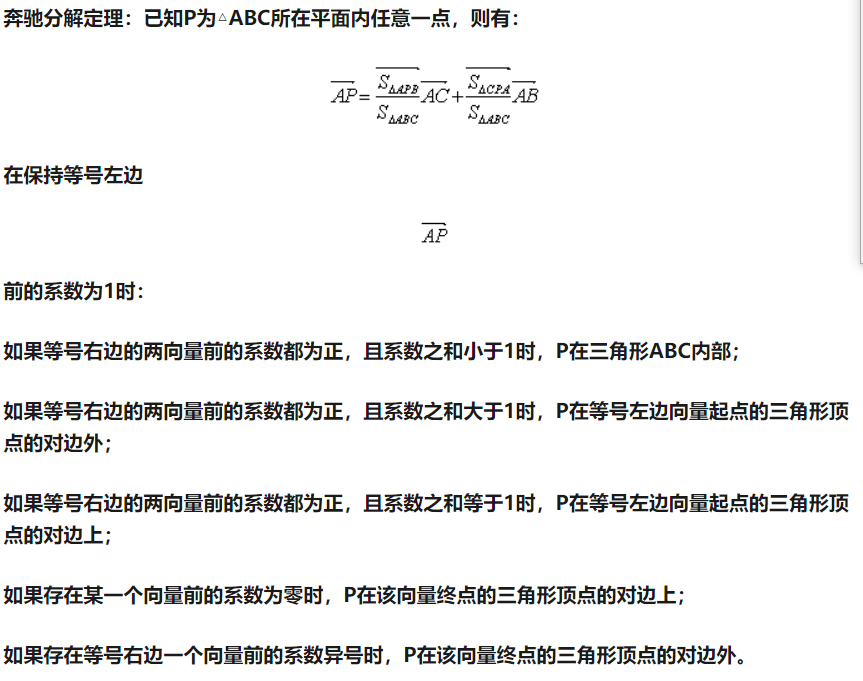 奔驰分解定理：已知P为△ABC所在平面内任意一点，则有：
$\overrightarrow{AP}=\frac{\overline{S_{\Delta APB}}}{S_{\Delta ABC}}\overrightarrow{AC}+\frac{\overline{S_{\Delta CPA}}}{S_{\Delta ABC}}\overrightarrow{AB}$
在保持等号左边
$\overrightarrow{AP}$
前的系数为1时：
如果等号右边的两向量前的系数都为正，且系数之和小于1时，P在三角形ABC内部；
如果等号右边的两向量前的系数都为正，且系数之和大于1时，P在等号左边向量起点的三角形顶
点的对边外；
如果等号右边的两向量前的系数都为正，且系数之和等于1时，P在等号左边向量起点的三角形顶
点的对边上；
如果存在某一个向量前的系数为零时，P在该向量终点的三角形顶点的对边上；
如果存在等号右边一个向量前的系数异号时，P在该向量终点的三角形顶点的对边外。